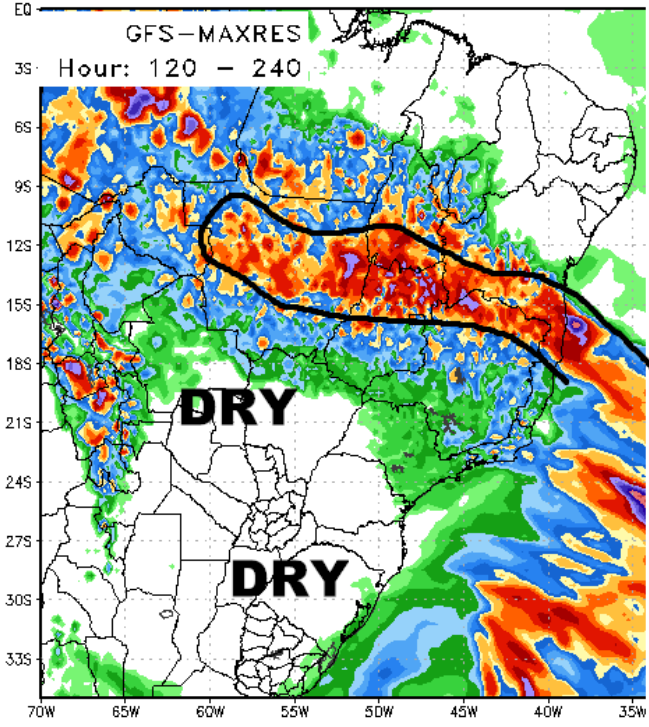 EQ
GFS-MAXRES
Hour: 120 - 240
3S
6S
9S
12S
15S
18S
21S
24S
27S
30S
33S
DRY
DRY
70W 65W 60W 55W 50W 45W 40W 35W